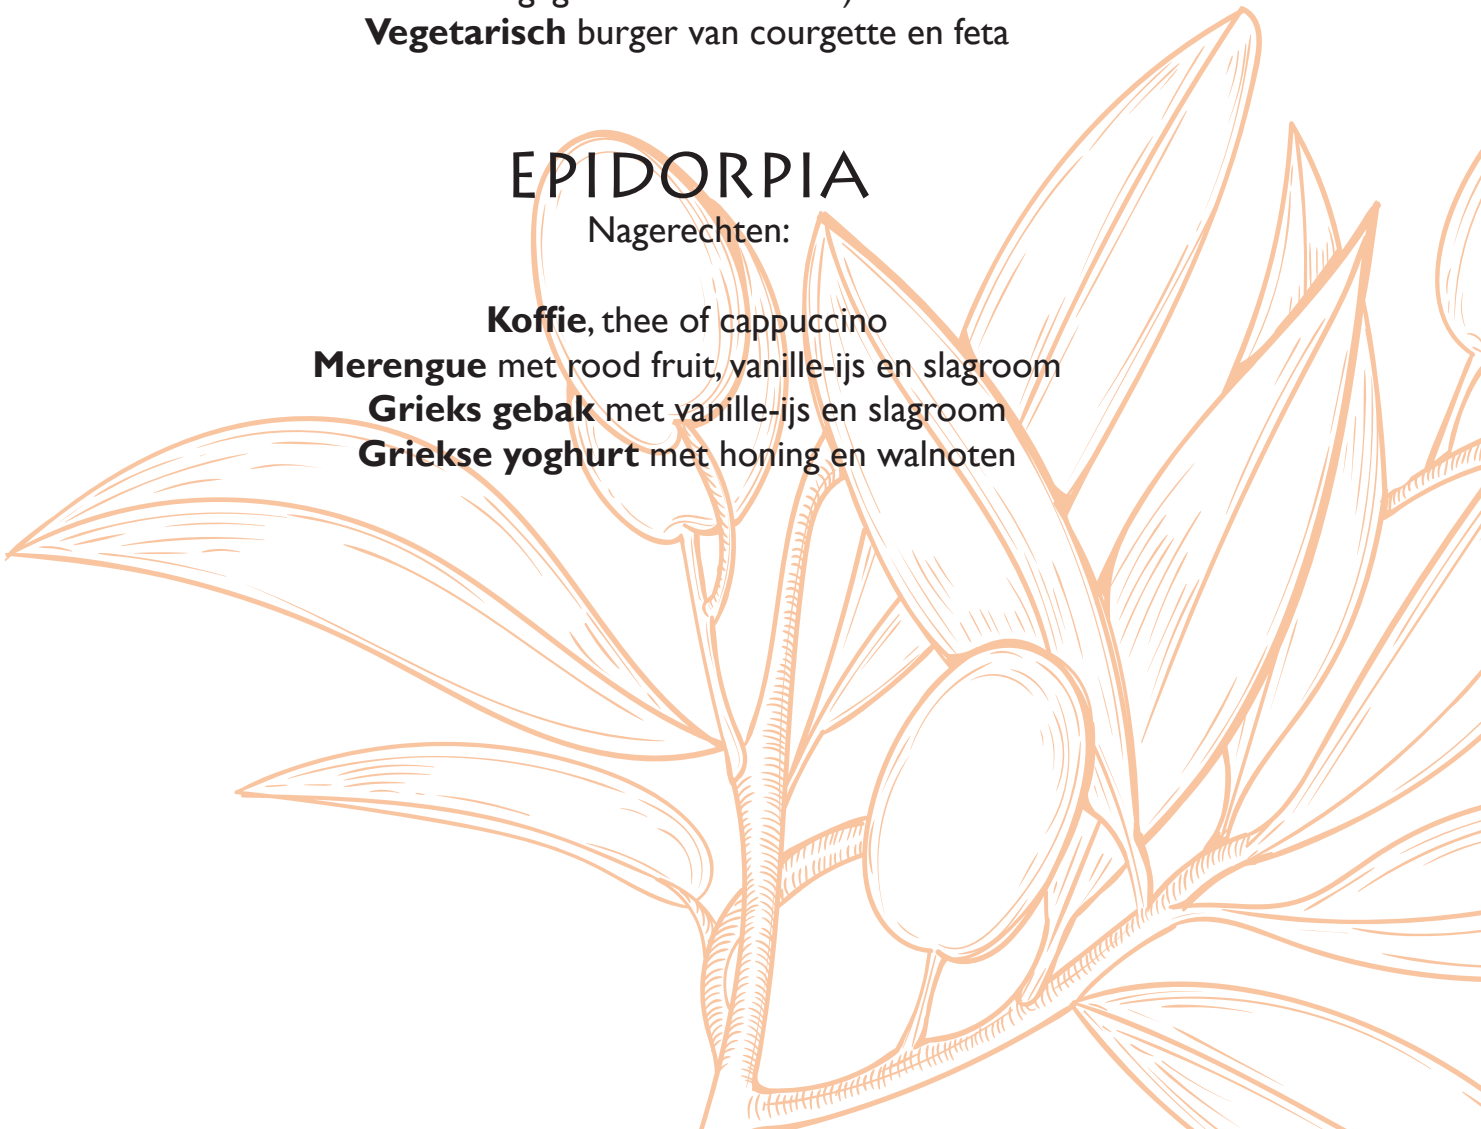 Vegetarisch burger van courgette en feta
EPIDORPIA
Nagerechten:
Koffie, thee of cappuccino
Merengue met rood fruit, vanille-ijs en slagroom
Grieks gebak met vanille-ijs en slagroom
Griekse yoghurt met honing en walnoten